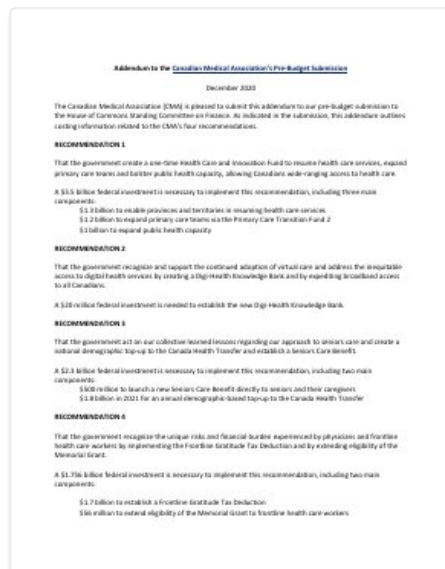 Addendum to the Canadian Medical Association's Pre-Budget Submission
December 2020
The Canadian Medical Association (CMA) is pleased to submit this addendum to our pre-budget submission to
the House of Commons Standing Committee on Finance. As indicated in the submission, this addendum outlines
costing information related to the CMA's four recommendations.
RECOMMENDATION 1
That the government create a one-time Health Care and Innovation Fund to resume health care services, expand
primary care teams and bolster public health capacity, allowing Canadians wide-ranging access to health care.
A $3.5 billion federal investment is necessary to implement this recommendation, including three main
components:
$1.3 billion to enable provinces and territories in resuming health care services
$1.2 billion to expand primary care teams via the Primary Care Transition Fund 2
$1 billion to expand public health capacity
RECOMMENDATION 2
That the government recognize and support the continued adoption of virtual care and address the inequitable
access to digital health services by creating a Digi-Health Knowledge Bank and by expediting broadband access
to all Canadians.
A $20 million federal investment is needed to establish the new Digi-Health Knowledge Bank.
RECOMMENDATION 3
That the government act on our collective learned lessons regarding our approach to seniors care and create a
national demographic top-up to the Canada Health Transfer and establish a Seniors Care Benefit.
A $2.3 billion federal investment is necessary to implement this recommendation, including two main
components:
$500 million to launch a new Seniors Care Benefit directly to seniors and their caregivers
$1.8 billion in 2021 for an annual demographic-based top-up to the Canada Health Transfer
RECOMMENDATION 4
That the government recognize the unique risks and financial burden experienced by physicians and frontline
health care workers by implementing the Frontline Gratitude Tax Deduction and by extending eligibility of the
Memorial Grant.
A $1.756 billion federal investment is necessary to implement this recommendation, including two main
components:
$1.7 billion to establish a Frontline Gratitude Tax Deduction
$56 million to extend eligibility of the Memorial Grant to frontline health care workers